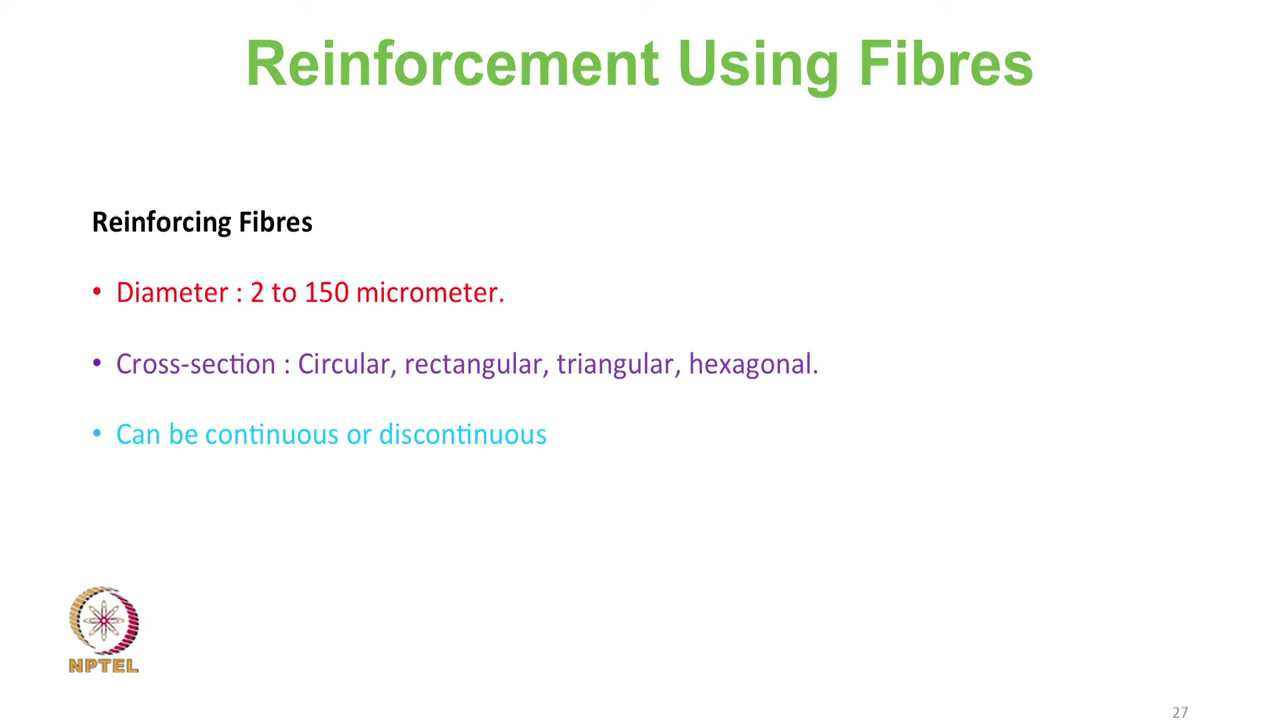 Reinforcement Using Fibres
Reinforcing Fibres
• Diameter : 2 to 150 micrometer.
• Cross-section : Circular, rectangular, triangular, hexagonal.
• Can be continuous or discontinuous
NPTEL
27